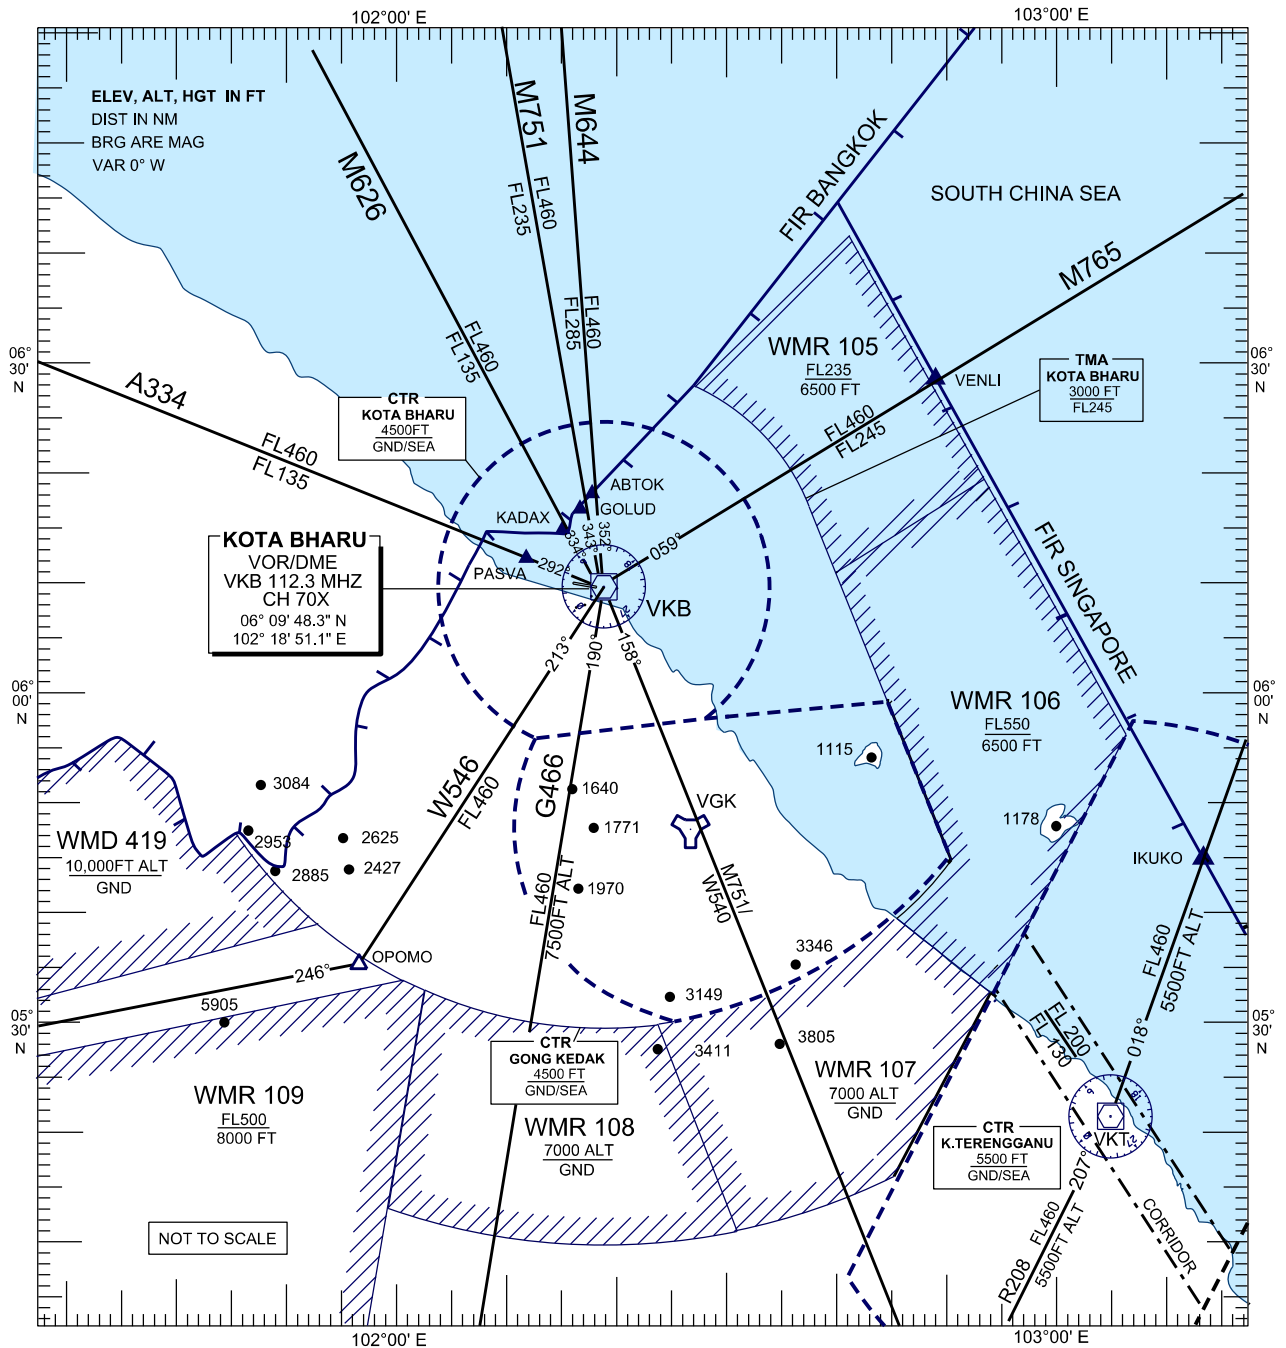 102°00' E
103°00' E
ELEV, ALT, HGT IN FT
DIST IN NM
BRG ARE MAG
VAR 0° W
M626
M751
M644
FL460
FL235
FIR BANGKOK
SOUTH CHINA SEA
M765
FL460
FL135
FL460
FL285
06°
30'
N
06°
30'
N
WMR 105
FL235
6500 FT
TMA
KOTA BHARU
3000 FT
FL245
VENLI
A334
FL460
FL135
CTR
KOTA BHARU
4500FT
GND/SEA
FL460
FL245
ABTOK
GOLUD
KADAX
PASVA
292°
334°
343°
352°
059°
KOTA BHARU
VOR/DME
VKB 112.3 MHZ
CH 70X
06° 09' 48.3" N
102° 18' 51.1" E
VKB
FIR SINGAPORE
213°
190°
158°
06°
00'
N
06°
00'
N
WMR 106
FL550
6500 FT
1115
3084
1640
W546
FL460
G466
VGK
1771
1178
2953
2625
WMD 419
10,000FT ALT
GND
2885
2427
1970
IKUKO
FL460
7500FT ALT
M751/
W540
OPOMO
246°
3346
FL460
5500FT ALT
5905
3149
05°
30'
N
05°
30'
N
FL 200
FL 130
018°
CTR
GONG KEDAK
4500 FT
GND/SEA
3411
3805
WMR 107
7000 ALT
GND
WMR 109
FL500
8000 FT
WMR 108
7000 ALT
GND
CTR
K.TERENGGANU
5500 FT
GND/SEA
VKT
207°
NOT TO SCALE
R208
FL460
5500FT ALT
CORRIDOR
102°00' E
103°00' E